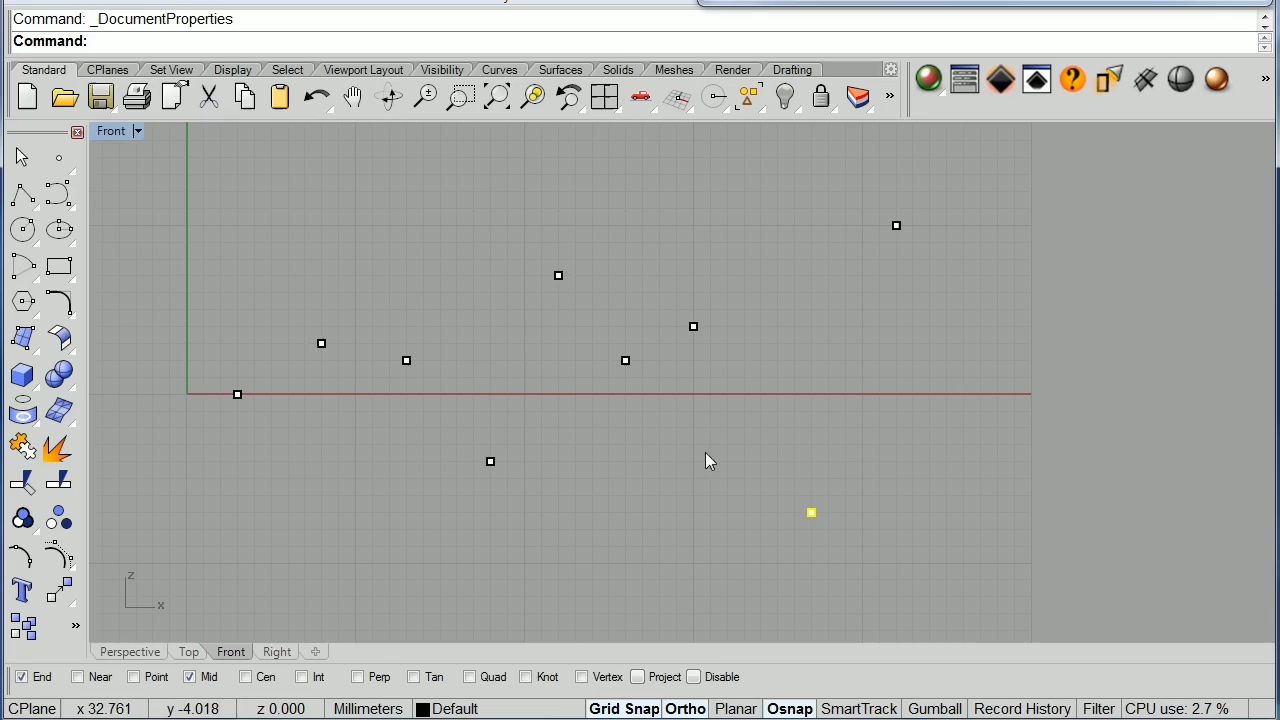 Command: _DocumentProperties
Command:
Standard CPlanes Set View Display Select Viewport Layout Visibility Curves Surfaces Solids Meshes Render Drafting
» »
Front
z
x
»
Perspective Top Front Right
End Near Point Mid Cen Int Perp Tan Quad Knot Vertex Project Disable
CPlane x 32.761 y -4.018 z 0.000 Millimeters Default Grid Snap Ortho Planar Osnap SmartTrack Gumball Record History Filter CPU use: 2.7 %